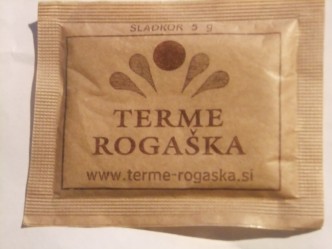 SLADKOR 5 g
TERME
ROGAŠKA
www.terme-rogaska.si